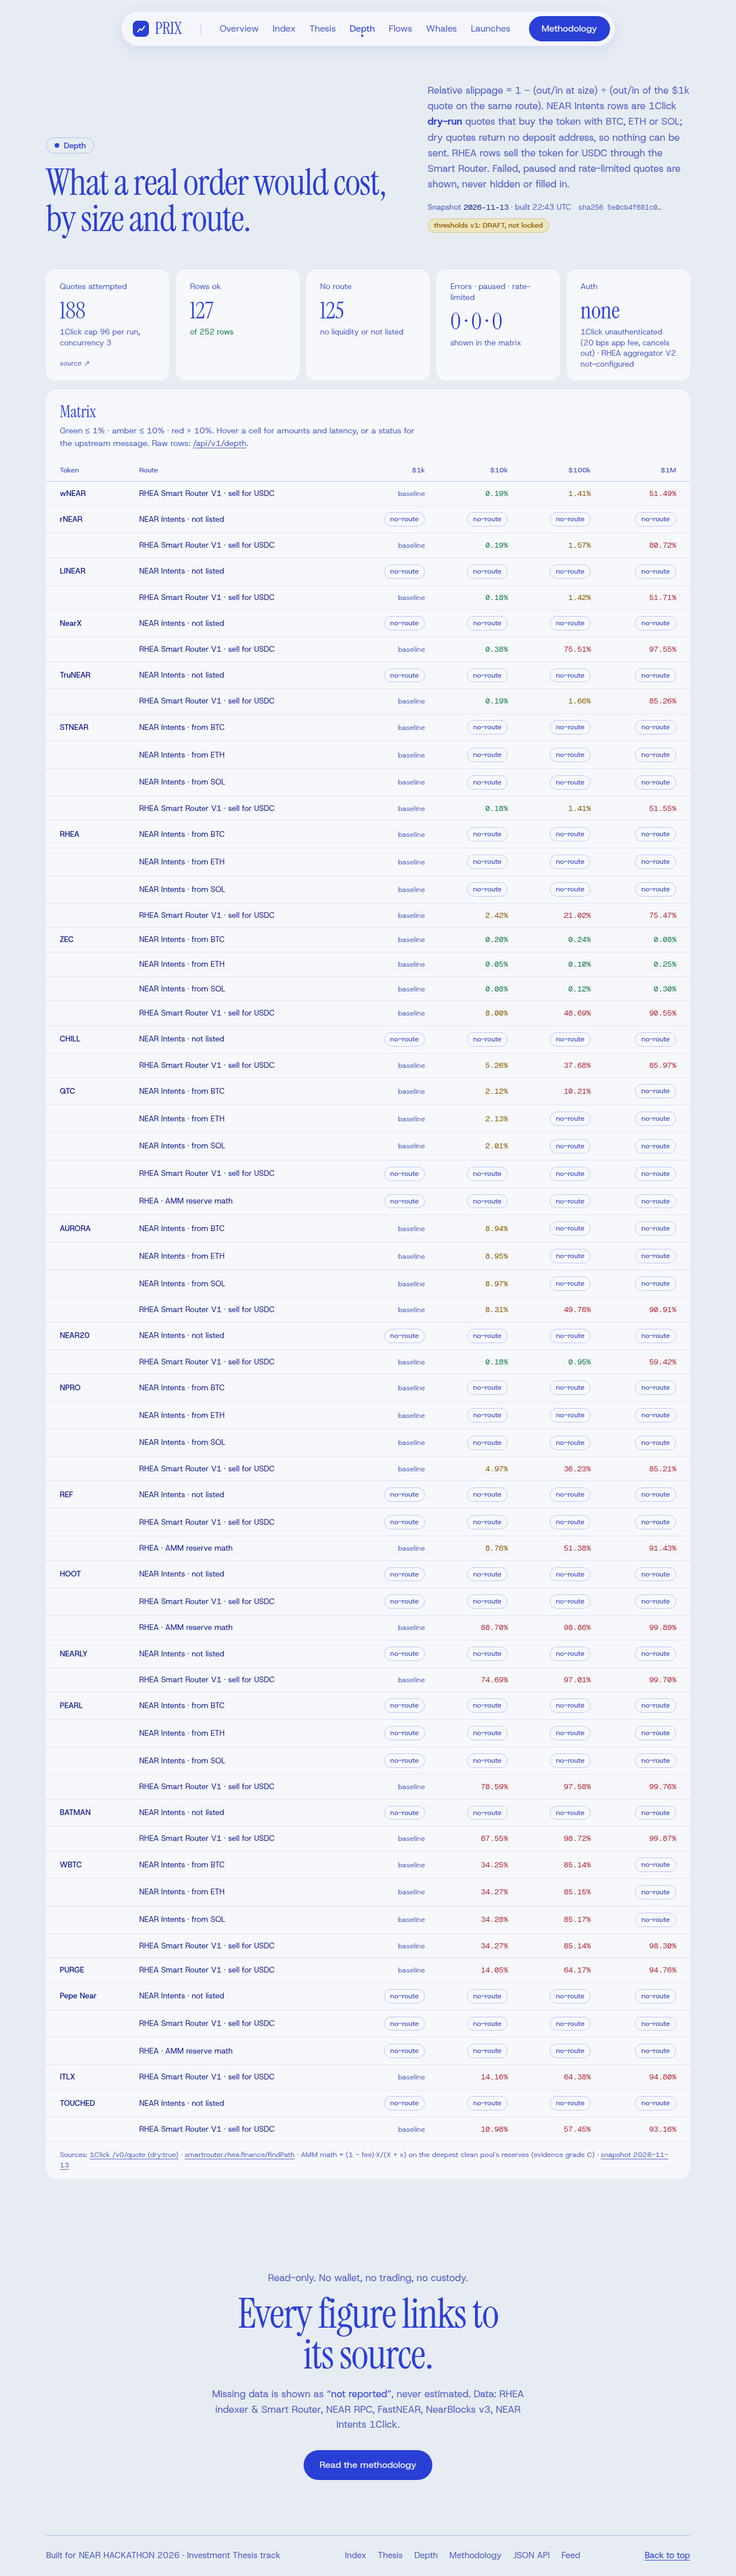 PRIX
Overview Index Thesis Depth Flows Whales Launches Methodology
Depth
What a real order would cost,
by size and route.
Relative slippage = 1 − (out/in at size) ÷ (out/in of the $1k
quote on the same route). NEAR Intents rows are 1Click
dry-run quotes that buy the token with BTC, ETH or SOL;
dry quotes return no deposit address, so nothing can be
sent. RHEA rows sell the token for USDC through the
Smart Router. Failed, paused and rate-limited quotes are
shown, never hidden or filled in.
Snapshot 2026-11-13 · built 22:43 UTC sha256 5e0cb4f681c0…
thresholds v1: DRAFT, not locked
Quotes attempted
188
1Click cap 96 per run,
concurrency 3
source ↗
Rows ok
127
of 252 rows
No route
125
no liquidity or not listed
Errors · paused · rate-
limited
0 · 0 · 0
shown in the matrix
Auth
none
1Click unauthenticated
(20 bps app fee, cancels
out) · RHEA aggregator V2
not-configured
Matrix
Green ≤ 1% · amber ≤ 10% · red > 10%. Hover a cell for amounts and latency, or a status for
the upstream message. Raw rows: /api/v1/depth.
Token Route $1k $10k $100k $1M
wNEAR RHEA Smart Router V1 · sell for USDC baseline 0.19% 1.41% 51.49%
rNEAR NEAR Intents · not listed no-route no-route no-route no-route
RHEA Smart Router V1 · sell for USDC baseline 0.19% 1.57% 80.72%
LINEAR NEAR Intents · not listed no-route no-route no-route no-route
RHEA Smart Router V1 · sell for USDC baseline 0.18% 1.42% 51.71%
NearX NEAR Intents · not listed no-route no-route no-route no-route
RHEA Smart Router V1 · sell for USDC baseline 0.38% 75.51% 97.55%
TruNEAR NEAR Intents · not listed no-route no-route no-route no-route
RHEA Smart Router V1 · sell for USDC baseline 0.19% 1.66% 85.26%
STNEAR NEAR Intents · from BTC baseline no-route no-route no-route
NEAR Intents · from ETH baseline no-route no-route no-route
NEAR Intents · from SOL baseline no-route no-route no-route
RHEA Smart Router V1 · sell for USDC baseline 0.18% 1.41% 51.55%
RHEA NEAR Intents · from BTC baseline no-route no-route no-route
NEAR Intents · from ETH baseline no-route no-route no-route
NEAR Intents · from SOL baseline no-route no-route no-route
RHEA Smart Router V1 · sell for USDC baseline 2.42% 21.02% 75.47%
ZEC NEAR Intents · from BTC baseline 0.20% 0.24% 0.08%
NEAR Intents · from ETH baseline 0.05% 0.10% 0.25%
NEAR Intents · from SOL baseline 0.08% 0.12% 0.30%
RHEA Smart Router V1 · sell for USDC baseline 8.00% 48.69% 90.55%
CHILL NEAR Intents · not listed no-route no-route no-route no-route
RHEA Smart Router V1 · sell for USDC baseline 5.26% 37.68% 85.97%
QTC NEAR Intents · from BTC baseline 2.12% 10.21% no-route
NEAR Intents · from ETH baseline 2.13% no-route no-route
NEAR Intents · from SOL baseline 2.01% no-route no-route
RHEA Smart Router V1 · sell for USDC no-route no-route no-route no-route
RHEA · AMM reserve math no-route no-route no-route no-route
AURORA NEAR Intents · from BTC baseline 8.94% no-route no-route
NEAR Intents · from ETH baseline 8.95% no-route no-route
NEAR Intents · from SOL baseline 8.97% no-route no-route
RHEA Smart Router V1 · sell for USDC baseline 8.31% 49.76% 90.91%
NEAR20 NEAR Intents · not listed no-route no-route no-route no-route
RHEA Smart Router V1 · sell for USDC baseline 0.18% 0.95% 59.42%
NPRO NEAR Intents · from BTC baseline no-route no-route no-route
NEAR Intents · from ETH baseline no-route no-route no-route
NEAR Intents · from SOL baseline no-route no-route no-route
RHEA Smart Router V1 · sell for USDC baseline 4.97% 36.23% 85.21%
REF NEAR Intents · not listed no-route no-route no-route no-route
RHEA Smart Router V1 · sell for USDC no-route no-route no-route no-route
RHEA · AMM reserve math baseline 8.76% 51.38% 91.43%
HOOT NEAR Intents · not listed no-route no-route no-route no-route
RHEA Smart Router V1 · sell for USDC no-route no-route no-route no-route
RHEA · AMM reserve math baseline 88.70% 98.86% 99.89%
NEARLY NEAR Intents · not listed no-route no-route no-route no-route
RHEA Smart Router V1 · sell for USDC baseline 74.69% 97.01% 99.70%
PEARL NEAR Intents · from BTC no-route no-route no-route no-route
NEAR Intents · from ETH no-route no-route no-route no-route
NEAR Intents · from SOL no-route no-route no-route no-route
RHEA Smart Router V1 · sell for USDC baseline 78.59% 97.58% 99.76%
BATMAN NEAR Intents · not listed no-route no-route no-route no-route
RHEA Smart Router V1 · sell for USDC baseline 87.55% 98.72% 99.87%
WBTC NEAR Intents · from BTC baseline 34.25% 85.14% no-route
NEAR Intents · from ETH baseline 34.27% 85.15% no-route
NEAR Intents · from SOL baseline 34.28% 85.17% no-route
RHEA Smart Router V1 · sell for USDC baseline 34.27% 85.14% 98.30%
PURGE RHEA Smart Router V1 · sell for USDC baseline 14.05% 64.17% 94.76%
Pepe Near NEAR Intents · not listed no-route no-route no-route no-route
RHEA Smart Router V1 · sell for USDC no-route no-route no-route no-route
RHEA · AMM reserve math no-route no-route no-route no-route
ITLX RHEA Smart Router V1 · sell for USDC baseline 14.16% 64.38% 94.80%
TOUCHED NEAR Intents · not listed no-route no-route no-route no-route
RHEA Smart Router V1 · sell for USDC baseline 10.98% 57.45% 93.16%
Sources: 1Click /v0/quote (dry:true) · smartrouter.rhea.finance/findPath · AMM math = (1 − fee)·X/(X + x) on the deepest clean pool's reserves (evidence grade C) · snapshot 2026-11-
13
Read-only. No wallet, no trading, no custody.
Every figure links to
its source.
Missing data is shown as “not reported”, never estimated. Data: RHEA
indexer & Smart Router, NEAR RPC, FastNEAR, NearBlocks v3, NEAR
Intents 1Click.
Read the methodology
Built for NEAR HACKATHON 2026 · Investment Thesis track Index Thesis Depth Methodology JSON API Feed Back to top